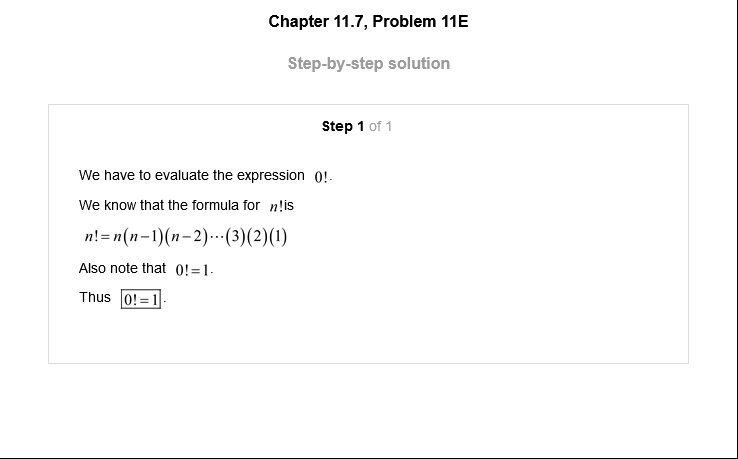 Chapter 11.7, Problem 11E
Step-by-step solution
Step 1 of 1
We have to evaluate the expression 0!.
We know that the formula for n!is
n!=n(n−1)(n−2)⋯(3)(2)(1)
Also note that 0!=1.
Thus 0!=1.